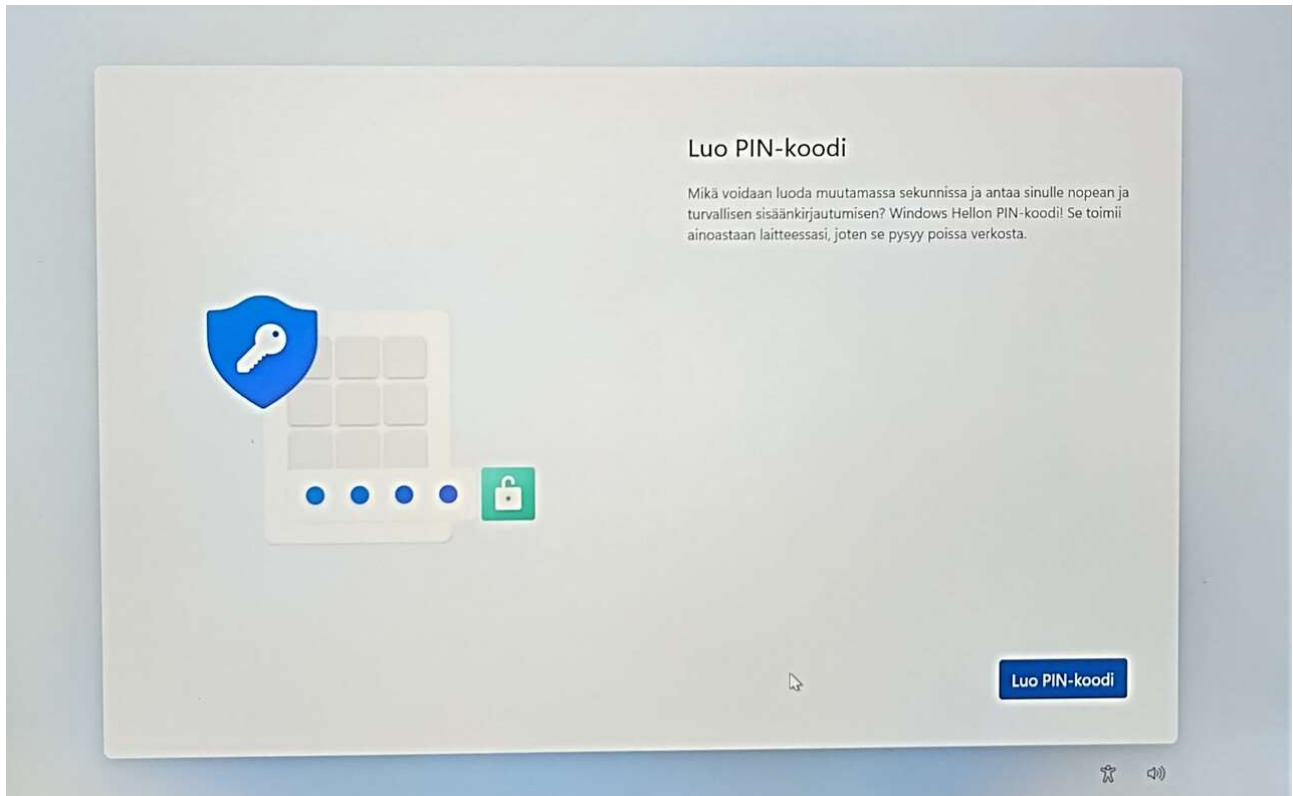 Luo PIN-koodi
Mikä voidaan luoda muutamassa sekunnissa ja antaa sinulle nopean ja
turvallisen sisäänkirjautumisen? Windows Hellon PIN-koodi! Se toimii
ainoastaan laitteessasi, joten se pysyy poissa verkosta.
Luo PIN-koodi